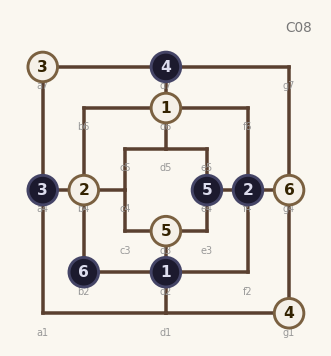 C08
3 4
a7 d7 g7
1
b6 d6 f6
c5 d5 e5
3 2 5 2 6
a4 b4 c4 e4 f4 g4
5
c3 d3 e3
6 1
b2 d2 f2
4
a1 d1 g1